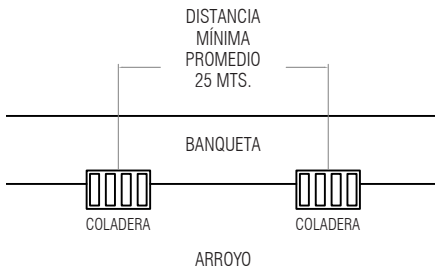 DISTANCIA
MÍNIMA
PROMEDIO
25 MTS.
BANQUETA
COLADERA
COLADERA
ARROYO